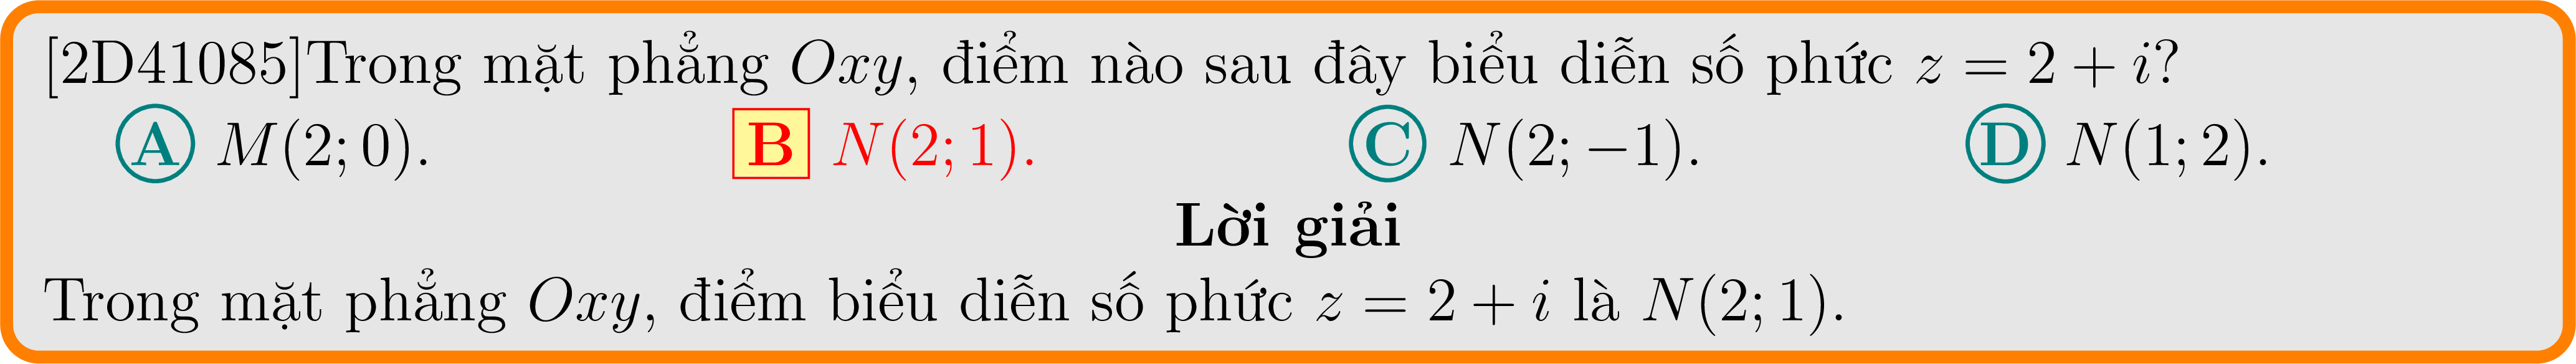 [2D41085]Trong mặt phẳng Oxy, điểm nào sau đây biểu diễn số phức z = 2 + i?
A M(2; 0). B N(2; 1). C N(2; −1). D N(1; 2).
Lời giải
Trong mặt phẳng Oxy, điểm biểu diễn số phức z = 2 + i là N(2; 1).